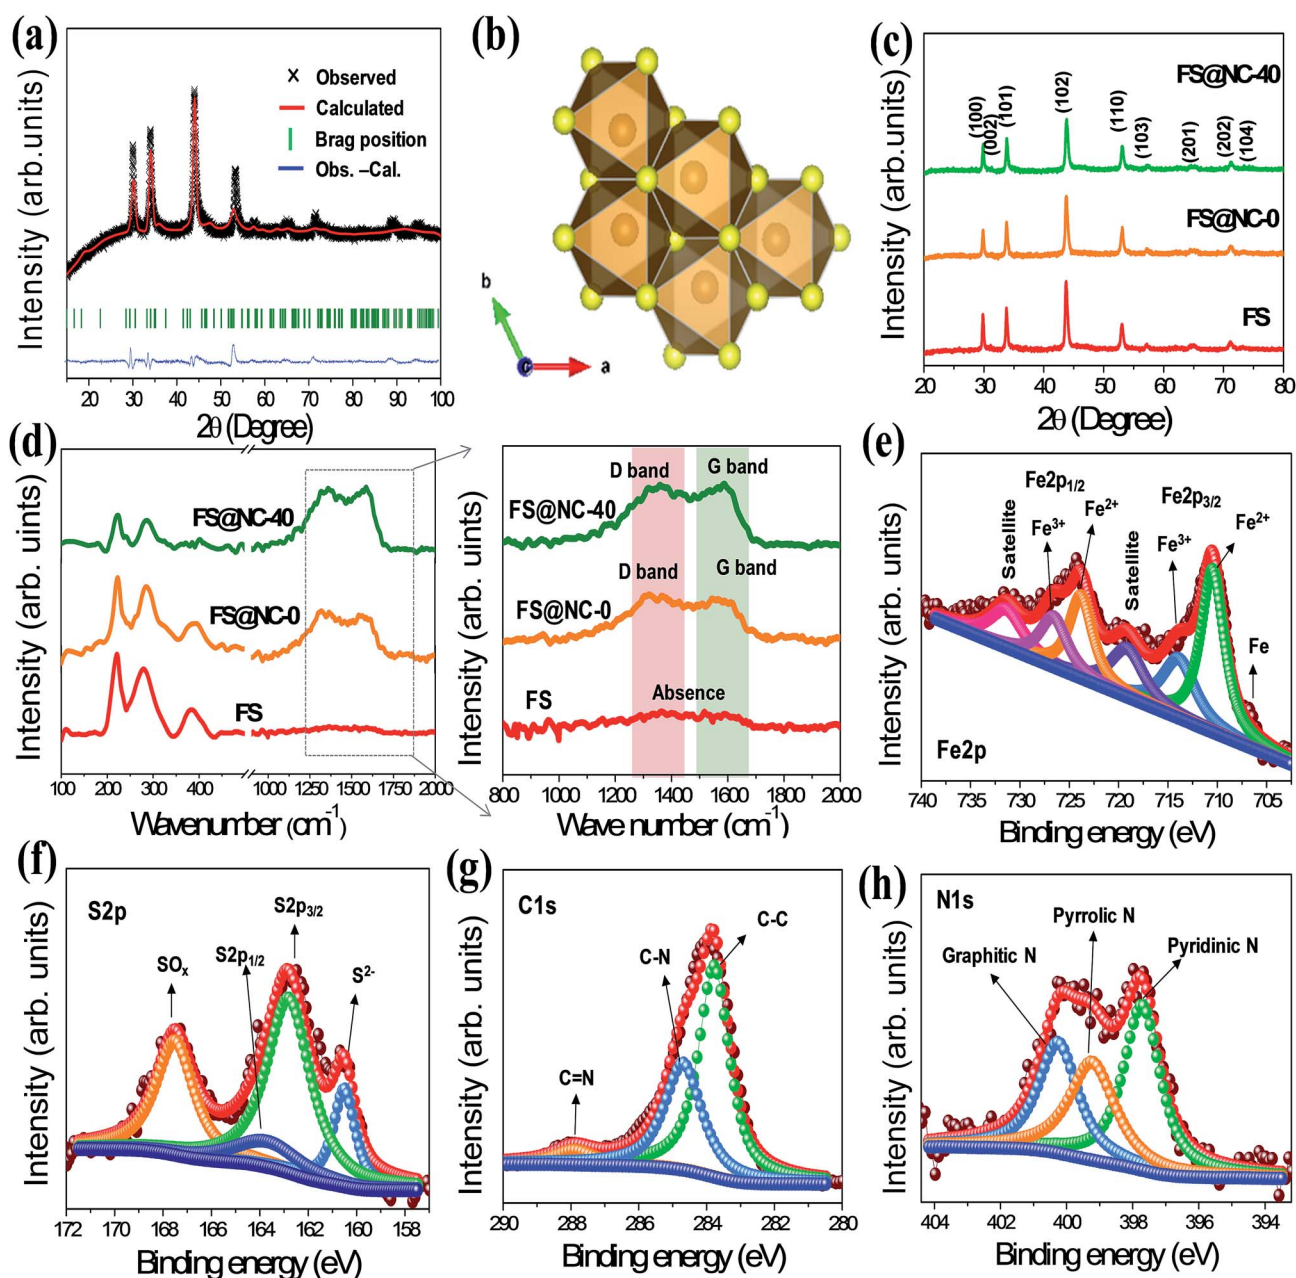 (a)
Intensity (arb.units)
Observed
Calculated
Brag position
Obs. –Cal.
20 30 40 50 60 70 80 90 100
2θ (Degree)
(b)
b
c
a
(c)
Intensity (arb.units)
FS@NC-40
(100)
(002)
(101)
(102)
(110)
(103)
(201)
(202)
(104)
FS@NC-0
FS
20 30 40 50 60 70 80
2θ (Degree)
(d)
Intensity (arb. units)
FS@NC-40
FS@NC-0
FS
100 200 300 400 1000 1250 1500 1750 2000
Wavenumber (cm-1)
Intensity (arb. units)
D band G band
FS@NC-40
D band G band
FS@NC-0
Absence
FS
800 1000 1200 1400 1600 1800 2000
Wave number (cm-1)
(e)
Intensity (arb. units)
Satellite
Fe2p1/2
Fe3+
Fe2+
Satellite
Fe2p3/2
Fe3+
Fe2+
Fe
Fe2p
740 735 730 725 720 715 710 705
Binding energy (eV)
(f)
Intensity (arb. units)
S2p
SOx
S2p1/2
S2p3/2
S2-
172 170 168 166 164 162 160 158
Binding energy (eV)
(g)
Intensity (arb. units)
C1s
C=N
C-N
C-C
290 288 286 284 282 280
Binding energy (eV)
(h)
Intensity (arb. units)
N1s
Graphitic N
Pyrrolic N
Pyridinic N
404 402 400 398 396 394
Binding energy (eV)